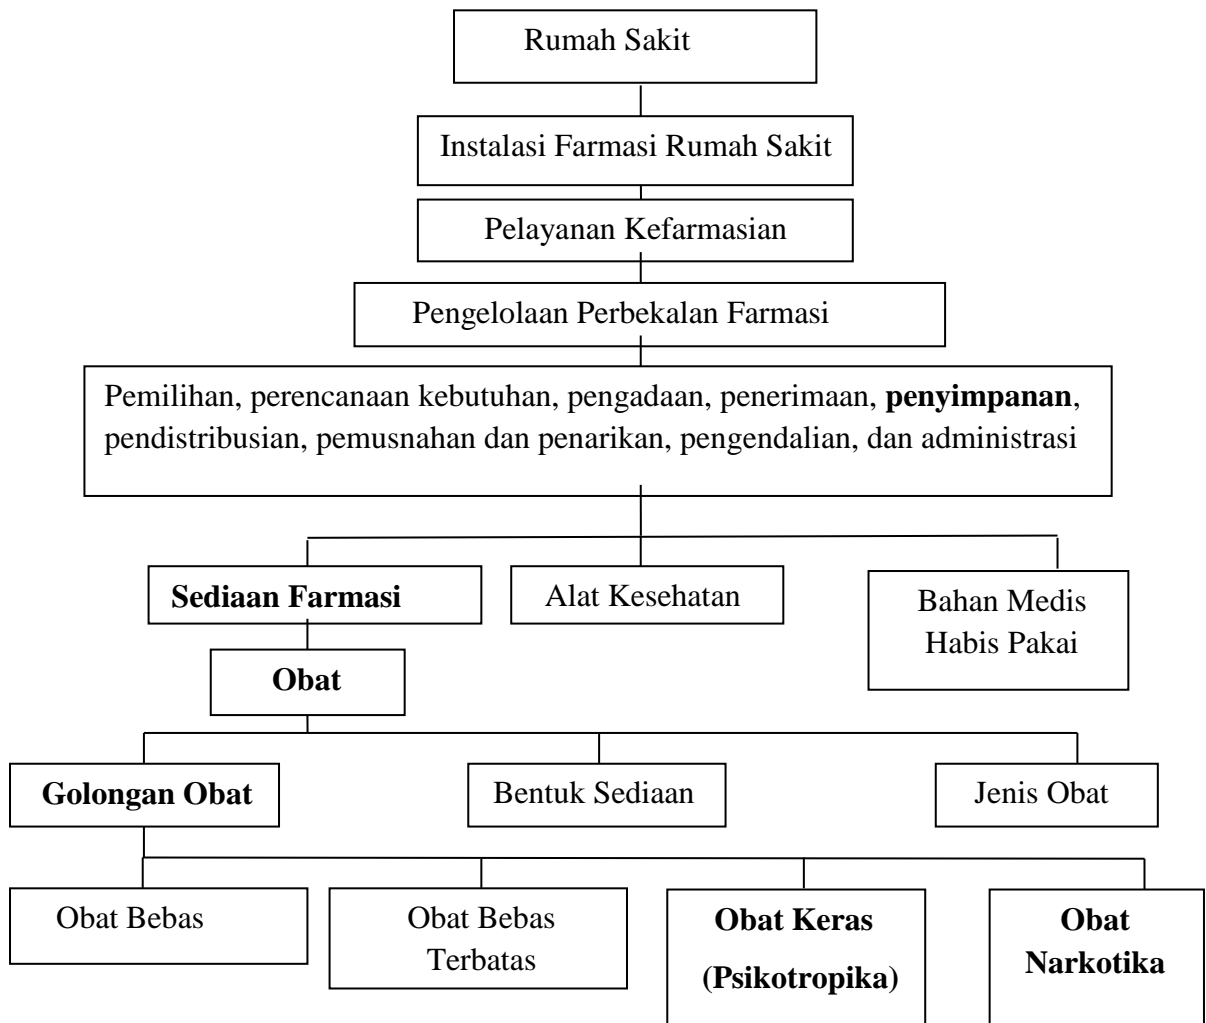 Rumah Sakit
Instalasi Farmasi Rumah Sakit
Pelayanan Kefarmasian
Pengelolaan Perbekalan Farmasi
Pemilihan, perencanaan kebutuhan, pengadaan, penerimaan, penyimpanan,
pendistribusian, pemusnahan dan penarikan, pengendalian, dan administrasi
Sediaan Farmasi
Alat Kesehatan
Bahan Medis
Habis Pakai
Obat
Golongan Obat
Bentuk Sediaan
Jenis Obat
Obat Bebas
Obat Bebas
Terbatas
Obat Keras
(Psikotropika)
Obat
Narkotika